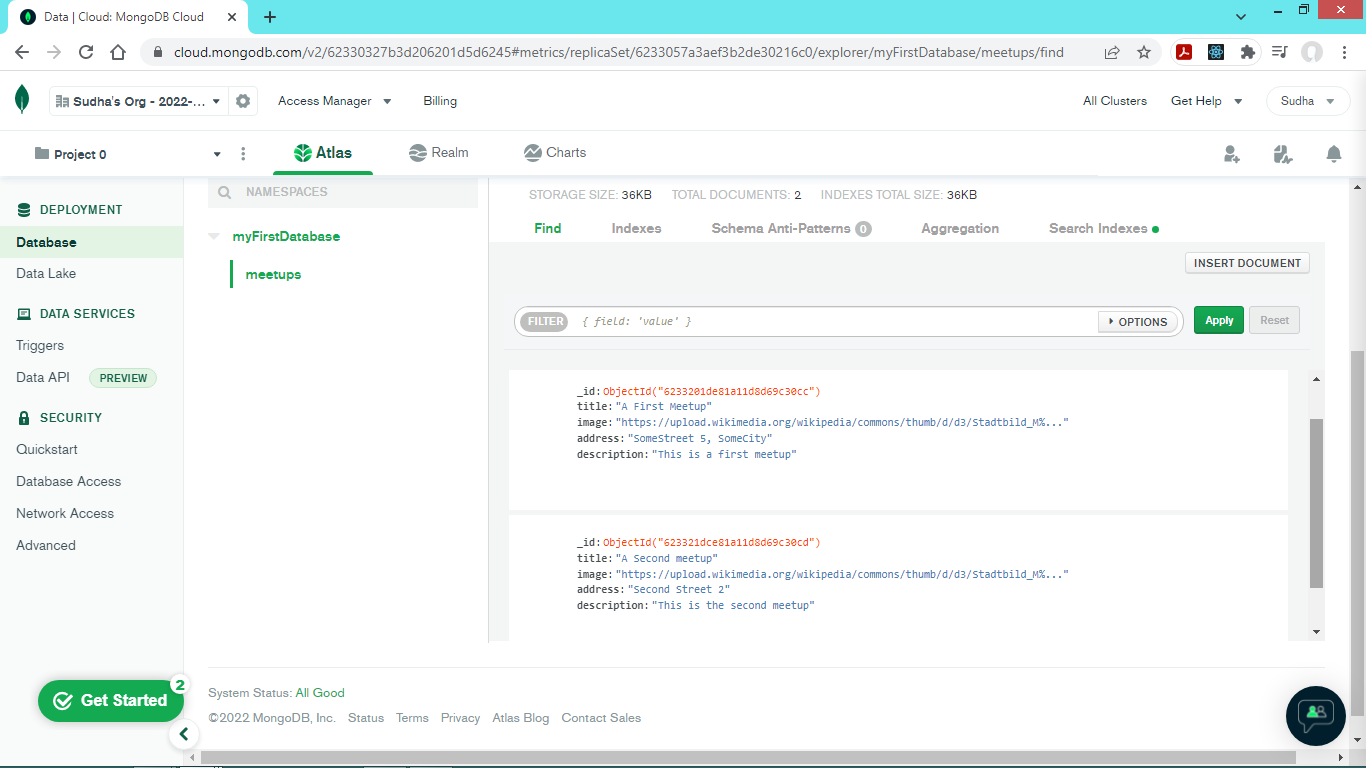 Data | Cloud: MongoDB Cloud
cloud.mongodb.com/v2/62330327b3d206201d5d6245#metrics/replicaSet/6233057a3aef3b2de30216c0/explorer/myFirstDatabase/meetups/find
Sudha's Org - 2022-... Access Manager Billing All Clusters Get Help Sudha
Project 0 Atlas Realm Charts
DEPLOYMENT
Database
Data Lake
DATA SERVICES
Triggers
Data API PREVIEW
SECURITY
Quickstart
Database Access
Network Access
Advanced
Get Started 2
NAMESPACES
myFirstDatabase
meetups
STORAGE SIZE: 36KB TOTAL DOCUMENTS: 2 INDEXES TOTAL SIZE: 36KB
Find Indexes Schema Anti-Patterns 0 Aggregation Search Indexes
INSERT DOCUMENT
FILTER { field: 'value' } OPTIONS Apply Reset
_id: ObjectId("6233201de81a11d8d69c30cc")
title: "A First Meetup"
image: "https://upload.wikimedia.org/wikipedia/commons/thumb/d/d3/Stadtbild_M%..."
address: "SomeStreet 5, SomeCity"
description: "This is a first meetup"
_id: ObjectId("623321dce81a11d8d69c30cd")
title: "A Second meetup"
image: "https://upload.wikimedia.org/wikipedia/commons/thumb/d/d3/Stadtbild_M%..."
address: "Second Street 2"
description: "This is the second meetup"
System Status: All Good
©2022 MongoDB, Inc. Status Terms Privacy Atlas Blog Contact Sales